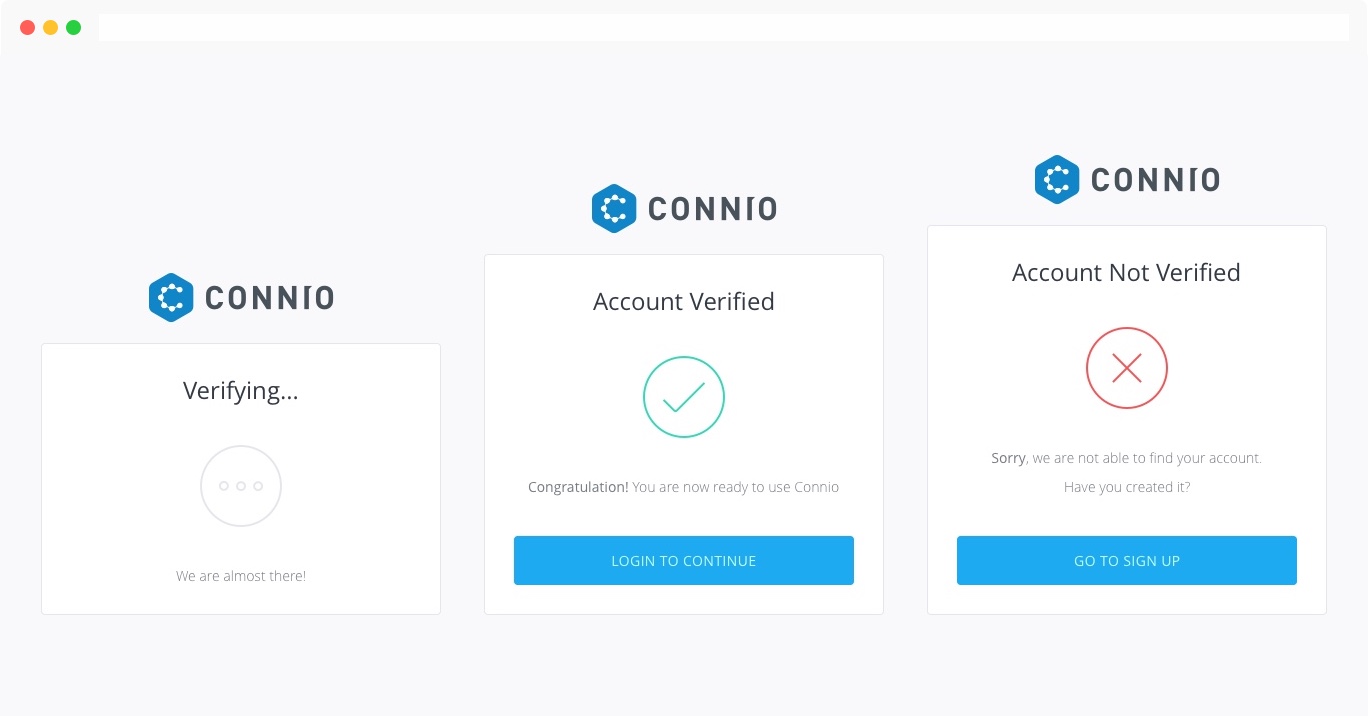 CONNIO
Verifying...
We are almost there!
CONNIO
Account Verified
Congratulation! You are now ready to use Connio
LOGIN TO CONTINUE
CONNIO
Account Not Verified
Sorry, we are not able to find your account.
Have you created it?
GO TO SIGN UP